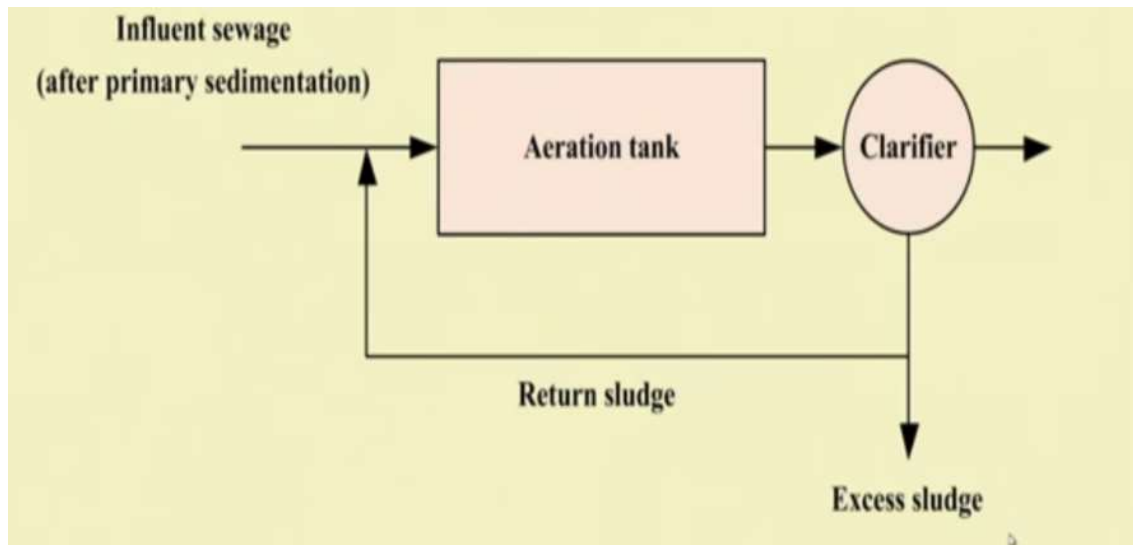 Influent sewage
(after primary sedimentation)
Aeration tank
Clarifier
Return sludge
Excess sludge